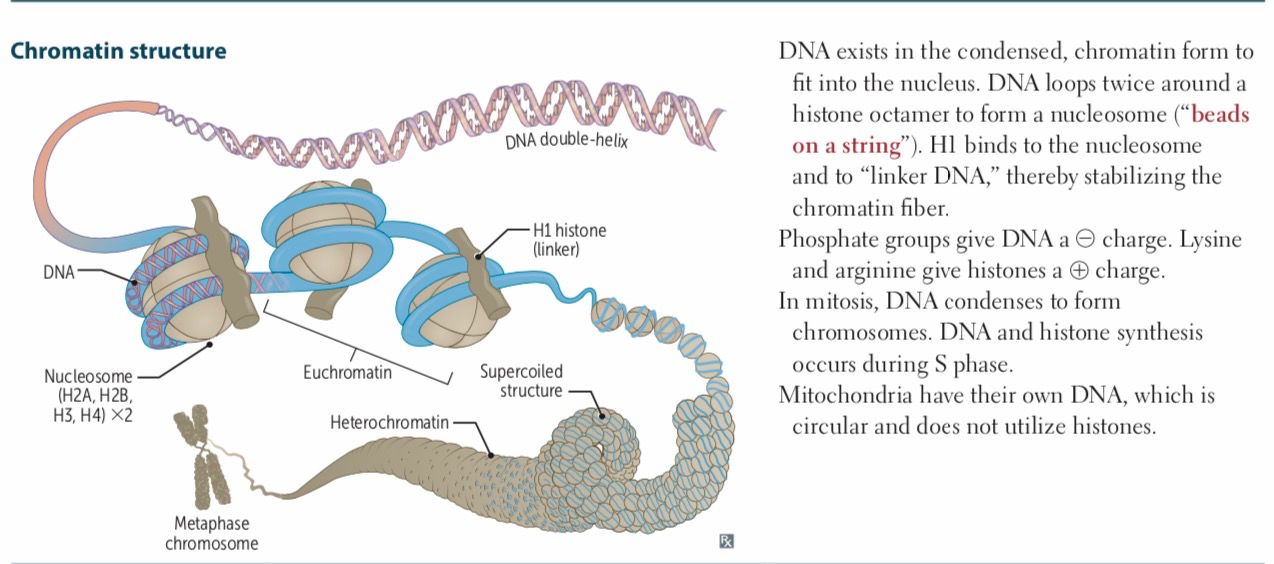 Chromatin structure
DNA double-helix
H1 histone
(linker)
DNA
Nucleosome
(H2A, H2B,
H3, H4) ×2
Euchromatin
Supercoiled
structure
Heterochromatin
Metaphase
chromosome
Rx
DNA exists in the condensed, chromatin form to
fit into the nucleus. DNA loops twice around a
histone octamer to form a nucleosome (“beads
on a string”). H1 binds to the nucleosome
and to “linker DNA,” thereby stabilizing the
chromatin fiber.
Phosphate groups give DNA a ⊖ charge. Lysine
and arginine give histones a ⊕ charge.
In mitosis, DNA condenses to form
chromosomes. DNA and histone synthesis
occurs during S phase.
Mitochondria have their own DNA, which is
circular and does not utilize histones.